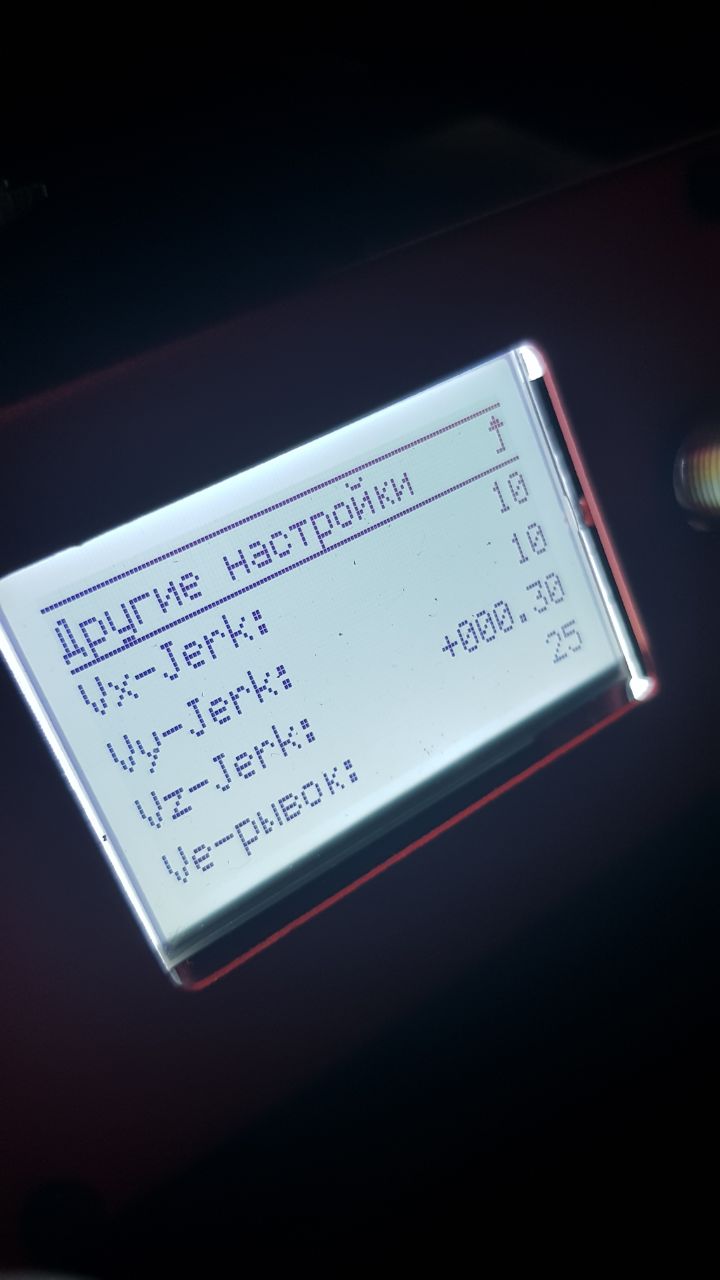 Другие настройки
Vx-Jerk: 10
Vy-Jerk: 10
Vz-Jerk: +000.30
Ve-рывок: 25